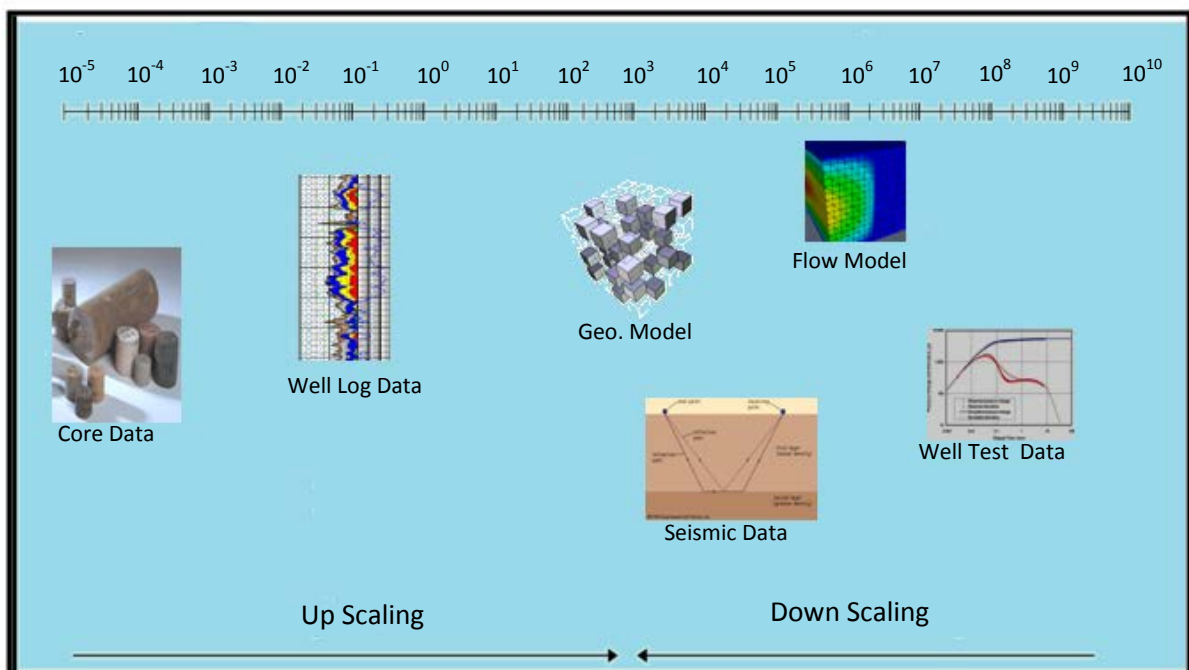 10-5 10-4 10-3 10-2 10-1 100 101 102 103 104 105 106 107 108 109 1010
Flow Model
Geo. Model
Well Log Data
Core Data
Well Test  Data
Seismic Data
Up Scaling
Down Scaling